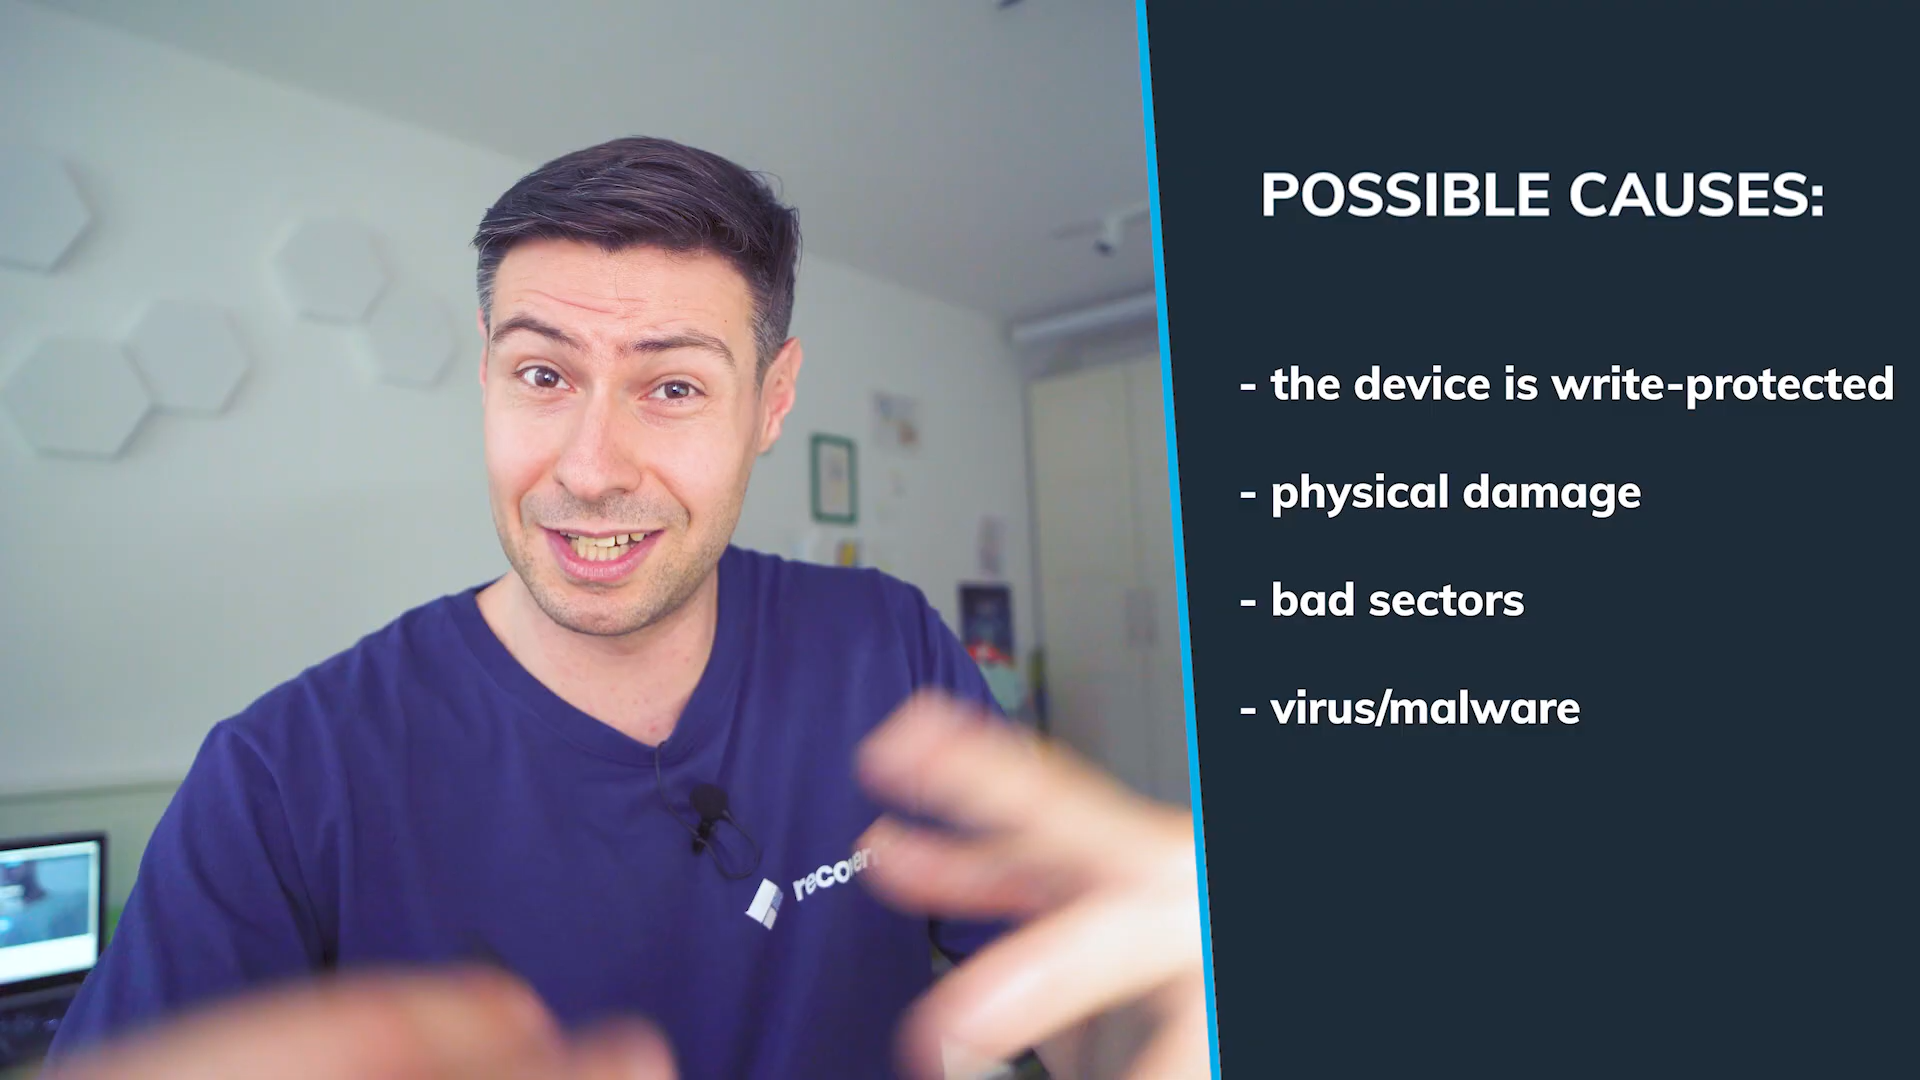 POSSIBLE CAUSES:
- the device is write-protected
- physical damage
- bad sectors
- virus/malware